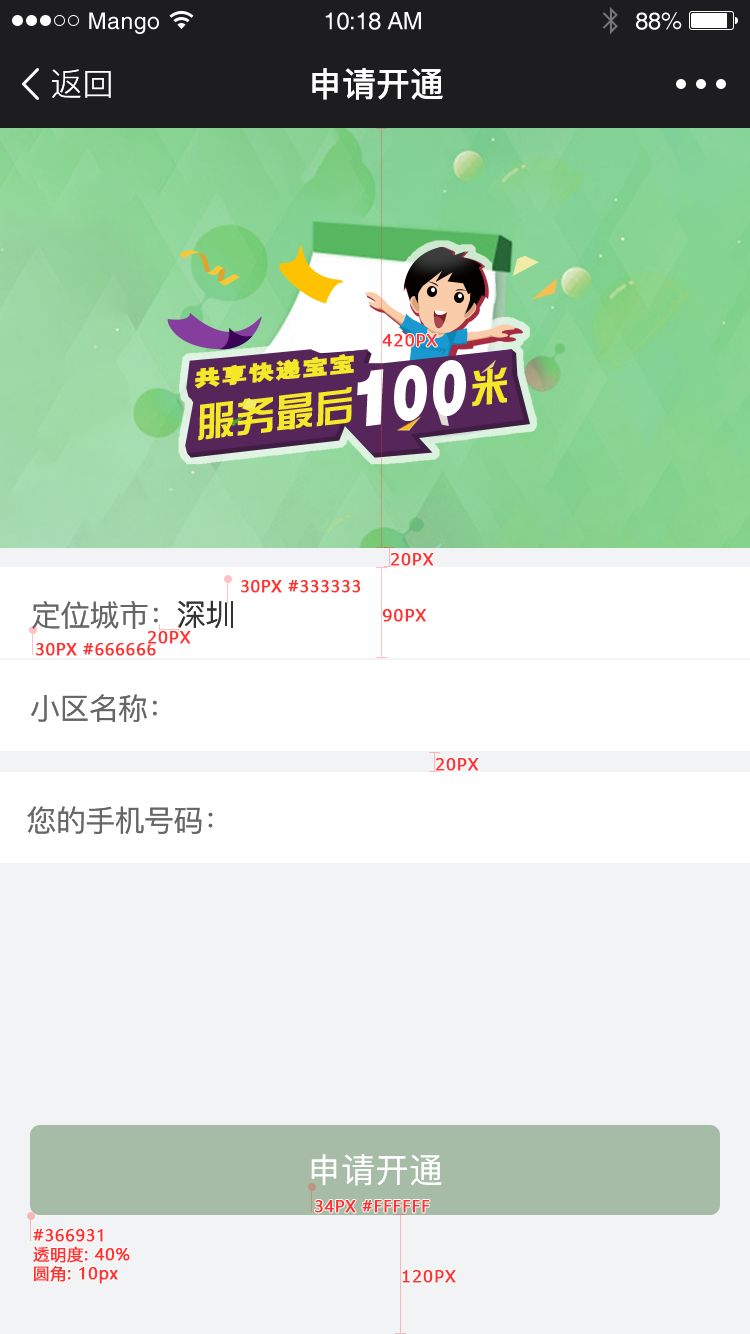 Mango 10:18 AM 88%
返回 申请开通
420PX
共享快递宝宝
服务最后100米
20PX
30PX #333333
定位城市：深圳
90PX
20PX
30PX #666666
小区名称：
20PX
您的手机号码：
申请开通
34PX #FFFFFF
#366931
透明度: 40%
圆角: 10px
120PX